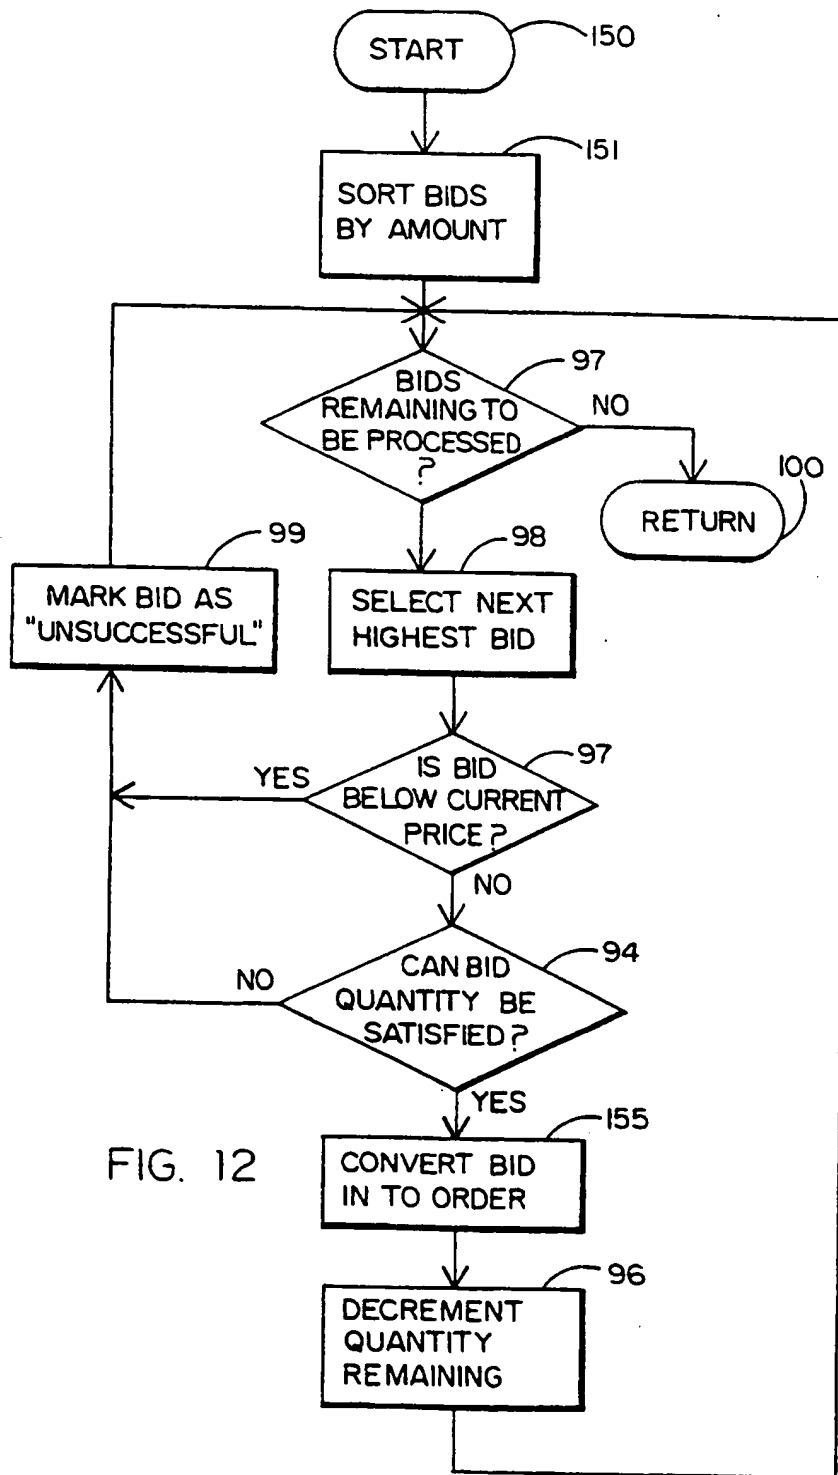 START
150
151
SORT BIDS
BY AMOUNT
97
BIDS
REMAINING TO
BE PROCESSED
?
NO
100
RETURN
99
MARK BID AS
"UNSUCCESSFUL"
98
SELECT NEXT
HIGHEST BID
97
YES
IS BID
BELOW CURRENT
PRICE?
NO
94
NO
CAN BID
QUANTITY BE
SATISFIED?
YES
155
FIG. 12
CONVERT BID
IN TO ORDER
96
DECREMENT
QUANTITY
REMAINING